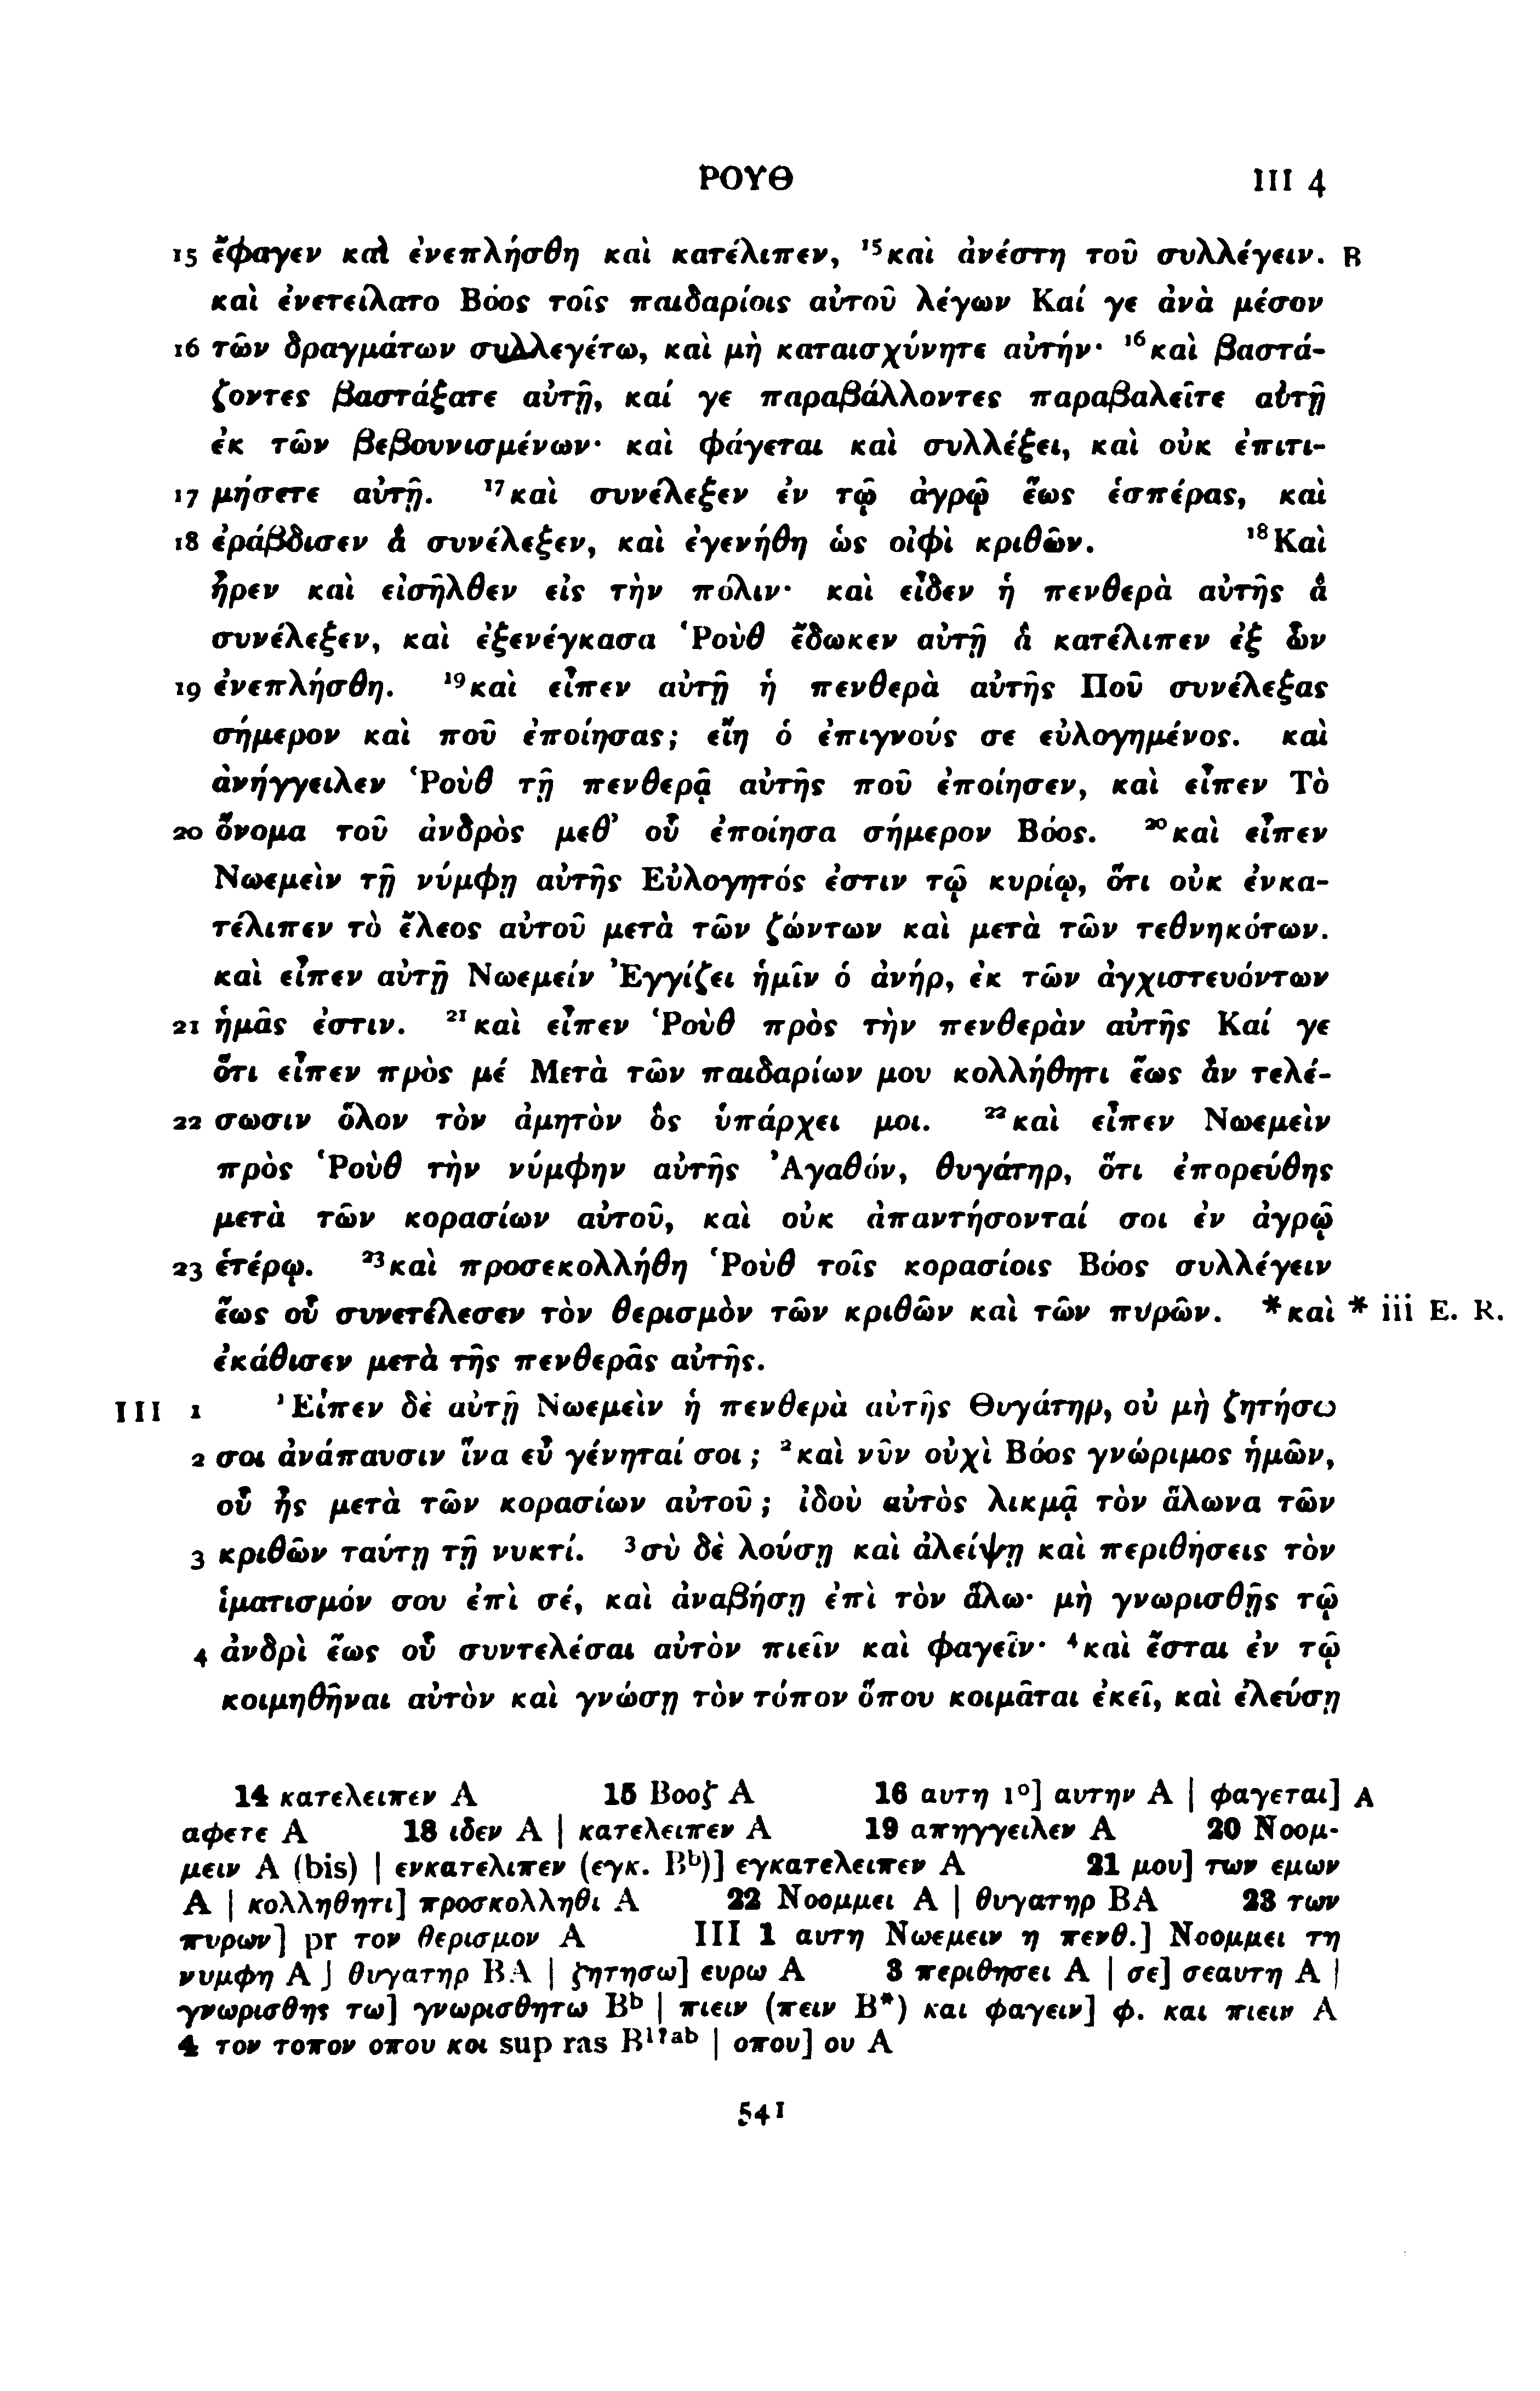 ΡΟΥΘ III 4
15 ἔφαγεν καὶ ἐνεπλήσθη καὶ κατέλιπεν, ¹⁵καὶ ἀνέστη τοῦ συλλέγειν. B
καὶ ἐνετείλατο Βόος τοῖς παιδαρίοις αὐτοῦ λέγων Καί γε ἀνὰ μέσον
16 τῶν δραγμάτων συλλεγέτω, καὶ μὴ καταισχύνητε αὐτήν· ¹⁶καὶ βαστά-
ζοντες βαστάξατε αὐτῇ, καί γε παραβάλλοντες παραβαλεῖτε αὐτῇ
ἐκ τῶν βεβουνισμένων· καὶ φάγεται καὶ συλλέξει, καὶ οὐκ ἐπιτι-
17 μήσετε αὐτῇ. ¹⁷καὶ συνέλεξεν ἐν τῷ ἀγρῷ ἕως ἑσπέρας, καὶ
18 ἐράβδισεν ἃ συνέλεξεν, καὶ ἐγενήθη ὡς οἰφὶ κριθῶν. ¹⁸Καὶ
ἦρεν καὶ εἰσῆλθεν εἰς τὴν πόλιν· καὶ εἶδεν ἡ πενθερὰ αὐτῆς ἃ
συνέλεξεν, καὶ ἐξενέγκασα Ῥοὺθ ἔδωκεν αὐτῇ ἃ κατέλιπεν ἐξ ὧν
19 ἐνεπλήσθη. ¹⁹καὶ εἶπεν αὐτῇ ἡ πενθερὰ αὐτῆς Ποῦ συνέλεξας
σήμερον καὶ ποῦ ἐποίησας; εἴη ὁ ἐπιγνούς σε εὐλογημένος. καὶ
ἀνήγγειλεν Ῥοὺθ τῇ πενθερᾷ αὐτῆς ποῦ ἐποίησεν, καὶ εἶπεν Τὸ
20 ὄνομα τοῦ ἀνδρὸς μεθ’ οὗ ἐποίησα σήμερον Βόος. ²⁰καὶ εἶπεν
Νωεμεὶν τῇ νύμφῃ αὐτῆς Εὐλογητός ἐστιν τῷ κυρίῳ, ὅτι οὐκ ἐνκα-
τέλιπεν τὸ ἔλεος αὐτοῦ μετὰ τῶν ζώντων καὶ μετὰ τῶν τεθνηκότων.
καὶ εἶπεν αὐτῇ Νωεμείν Ἐγγίζει ἡμῖν ὁ ἀνήρ, ἐκ τῶν ἀγχιστευόντων
21 ἡμᾶς ἐστιν. ²¹καὶ εἶπεν Ῥοὺθ πρὸς τὴν πενθερὰν αὐτῆς Καί γε
ὅτι εἶπεν πρὸς μέ Μετὰ τῶν παιδαρίων μου κολλήθητι ἕως ἂν τελέ-
22 σωσιν ὅλον τὸν ἀμητὸν ὃς ὑπάρχει μοι. ²²καὶ εἶπεν Νωεμεὶν
πρὸς Ῥοὺθ τὴν νύμφην αὐτῆς Ἀγαθόν, θυγάτηρ, ὅτι ἐπορεύθης
μετὰ τῶν κορασίων αὐτοῦ, καὶ οὐκ ἀπαντήσονταί σοι ἐν ἀγρῷ
23 ἑτέρῳ. ²³καὶ προσεκολλήθη Ῥοὺθ τοῖς κορασίοις Βόος συλλέγειν
ἕως οὗ συνετέλεσεν τὸν θερισμὸν τῶν κριθῶν καὶ τῶν πυρῶν. *καὶ * iii E. R.
ἐκάθισεν μετὰ τῆς πενθερᾶς αὐτῆς.
III 1 ¹Εἶπεν δὲ αὐτῇ Νωεμεὶν ἡ πενθερὰ αὐτῆς Θυγάτηρ, οὐ μὴ ζητήσω
2 σοι ἀνάπαυσιν ἵνα εὖ γένηταί σοι; ²καὶ νῦν οὐχὶ Βόος γνώριμος ἡμῶν,
οὗ ἦς μετὰ τῶν κορασίων αὐτοῦ; ἰδοὺ αὐτὸς λικμᾷ τὸν ἅλωνα τῶν
3 κριθῶν ταύτῃ τῇ νυκτί. ³σὺ δὲ λούσῃ καὶ ἀλείψῃ καὶ περιθήσεις τὸν
ἱματισμόν σου ἐπὶ σέ, καὶ ἀναβήσῃ ἐπὶ τὸν ἅλω· μὴ γνωρισθῇς τῷ
4 ἀνδρὶ ἕως οὗ συντελέσαι αὐτὸν πιεῖν καὶ φαγεῖν· ⁴καὶ ἔσται ἐν τῷ
κοιμηθῆναι αὐτὸν καὶ γνώσῃ τὸν τόπον ὅπου κοιμᾶται ἐκεῖ, καὶ ἐλεύσῃ
14 κατελειπεν A 15 Βοοζ A 16 αυτη 1º] αυτην A | φαγεται] A
αφετε A 18 ιδεν A | κατελειπεν A 19 απηγγειλεν A 20 Νοομ-
μειν A (bis) | ενκατελιπεν (εγκ. Bᵇ)] εγκατελειπεν A 21 μου] των εμων
A | κολληθητι] προσκολληθι A 22 Νοομμει A | θυγατηρ BA 23 των
πυρων] pr τον θερισμον A III 1 αυτη Νωεμειν η πενθ.] Νοομμει τη
νυμφη A | θυγατηρ BA | ζητησω] ευρω A 3 περιθησει A | σε] σεαυτη A |
γνωρισθης τω] γνωρισθητω Bᵇ | πιειν (πειν B*) και φαγειν] φ. και πιειν A
4 τον τοπον οπου κοι sup ras B¹ˀᵃᵇ | οπου] ου A
541